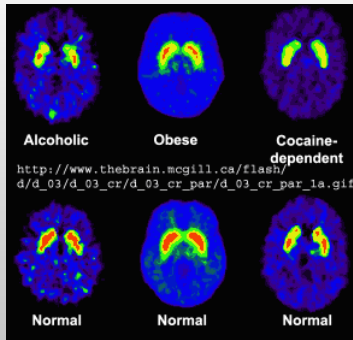 Alcoholic Obese Cocaine-
dependent
http://www.thebrain.mcgill.ca/flash/
d/d_03/d_03_cr/d_03_cr_par/d_03_cr_par_1a.gif
Normal Normal Normal